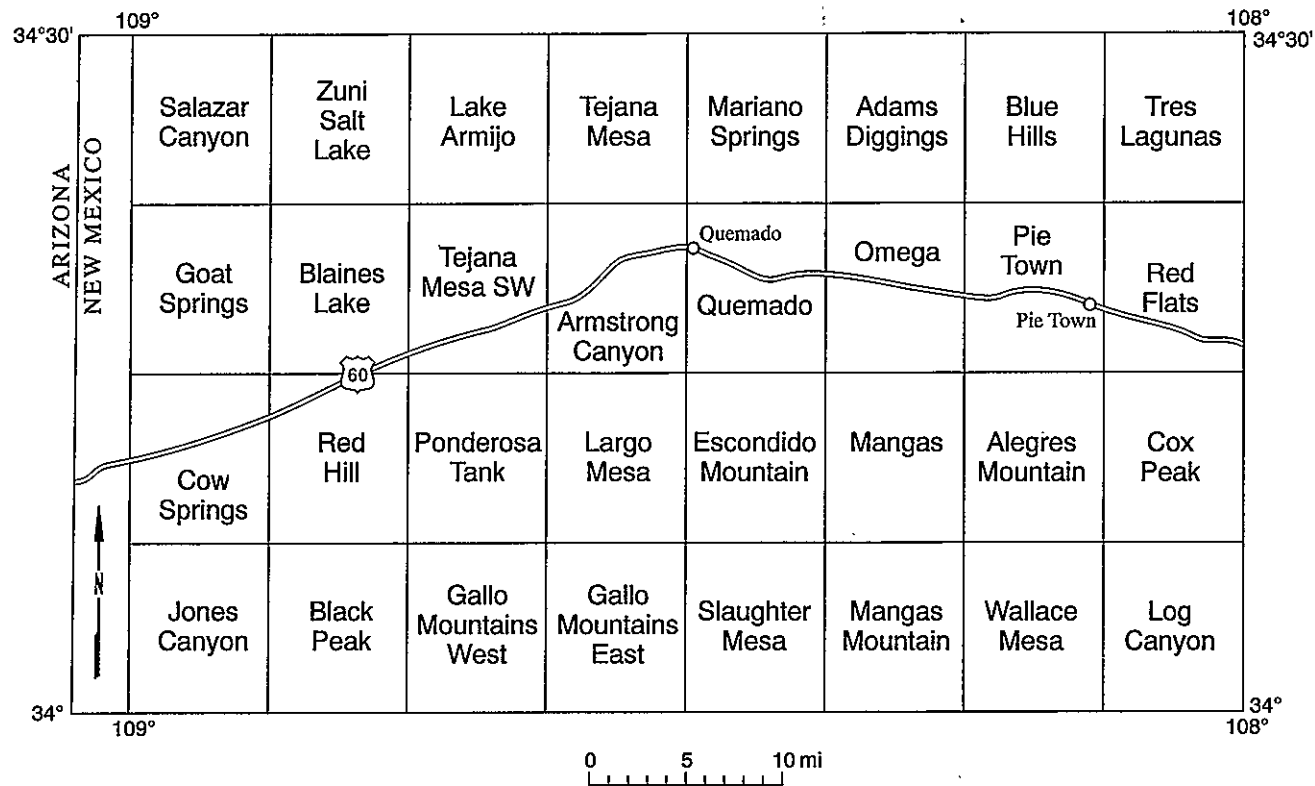 109°
108°
34°30'
34°30'
Salazar
Canyon
Zuni
Salt
Lake
Lake
Armijo
Tejana
Mesa
Mariano
Springs
Adams
Diggings
Blue
Hills
Tres
Lagunas
ARIZONA
NEW MEXICO
Goat
Springs
Blaines
Lake
Tejana
Mesa SW
Armstrong
Canyon
Quemado
Quemado
Omega
Pie
Town
Pie Town
Red
Flats
60
Cow
Springs
Red
Hill
Ponderosa
Tank
Largo
Mesa
Escondido
Mountain
Mangas
Alegres
Mountain
Cox
Peak
N
Jones
Canyon
Black
Peak
Gallo
Mountains
West
Gallo
Mountains
East
Slaughter
Mesa
Mangas
Mountain
Wallace
Mesa
Log
Canyon
34°
34°
109°
108°
0 5 10 mi